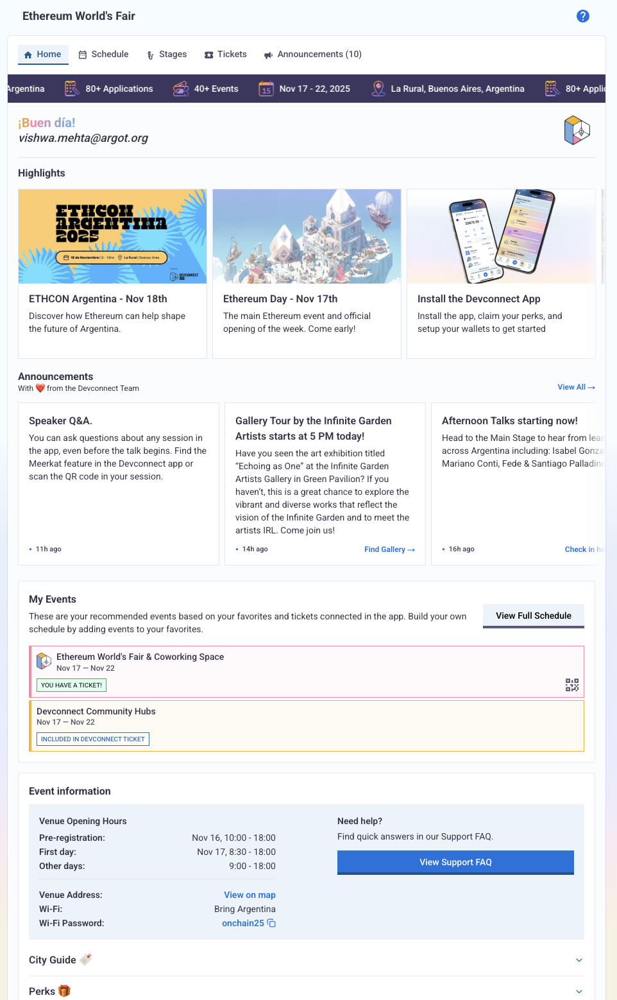 Ethereum World's Fair
Home
Schedule
Stages
Tickets
Announcements (10)
Argentina
80+ Applications
40+ Events
Nov 17 - 22, 2025
La Rural, Buenos Aires, Argentina
80+ Applic
¡Buen día!
vishwa.mehta@argot.org
Highlights
ETHCON
ARGENTINA
2025
18 de Noviembre | 9 - 18hs
La Rural | Buenos Aires
DEVCONNECT
ETHCON Argentina - Nov 18th
Discover how Ethereum can help shape
the future of Argentina.
Ethereum Day - Nov 17th
The main Ethereum event and official
opening of the week. Come early!
Install the Devconnect App
Install the app, claim your perks, and
setup your wallets to get started
Announcements
With ❤️ from the Devconnect Team
View All →
Speaker Q&A.
You can ask questions about any session in
the app, even before the talk begins. Find the
Meerkat feature in the Devconnect app or
scan the QR code in your session.
• 11h ago
Gallery Tour by the Infinite Garden
Artists starts at 5 PM today!
Have you seen the art exhibition titled
“Echoing as One” at the Infinite Garden
Artists Gallery in Green Pavilion? If you
haven’t, this is a great chance to explore the
vibrant and diverse works that reflect the
vision of the Infinite Garden and to meet the
artists IRL. Come join us!
• 14h ago
Find Gallery →
Afternoon Talks starting now!
Head to the Main Stage to hear from lead
across Argentina including: Isabel Gonza
Mariano Conti, Fede & Santiago Palladino
• 16h ago
Check in he
My Events
These are your recommended events based on your favorites and tickets connected in the app. Build your own
schedule by adding events to your favorites.
View Full Schedule
Ethereum World's Fair & Coworking Space
Nov 17 — Nov 22
YOU HAVE A TICKET!
Devconnect Community Hubs
Nov 17 — Nov 22
INCLUDED IN DEVCONNECT TICKET
Event information
Venue Opening Hours
Pre-registration: Nov 16, 10:00 - 18:00
First day: Nov 17, 8:30 - 18:00
Other days: 9:00 - 18:00
Venue Address: View on map
Wi-Fi: Bring Argentina
Wi-Fi Password: onchain25
Need help?
Find quick answers in our Support FAQ.
View Support FAQ
City Guide
Perks